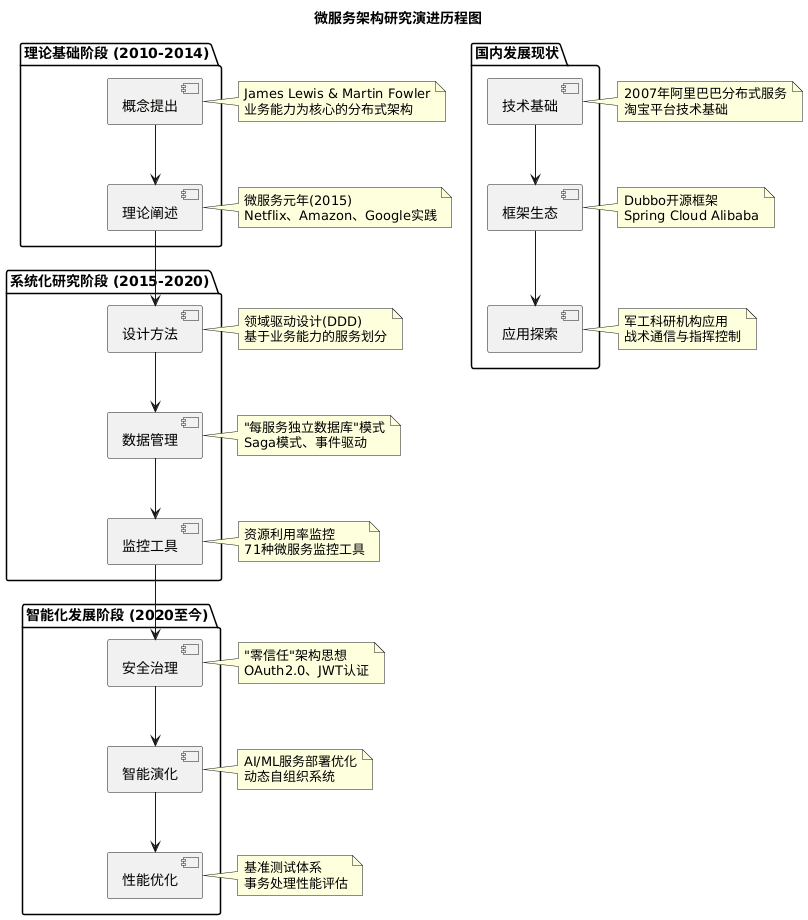 微服务架构研究演进历程图
理论基础阶段 (2010-2014)
概念提出
James Lewis & Martin Fowler
业务能力为核心的分布式架构
理论阐述
微服务元年(2015)
Netflix、Amazon、Google实践
系统化研究阶段 (2015-2020)
设计方法
领域驱动设计(DDD)
基于业务能力的服务划分
数据管理
"每服务独立数据库"模式
Saga模式、事件驱动
监控工具
资源利用率监控
71种微服务监控工具
智能化发展阶段 (2020至今)
安全治理
"零信任"架构思想
OAuth2.0、JWT认证
智能演化
AI/ML服务部署优化
动态自组织系统
性能优化
基准测试体系
事务处理性能评估
国内发展现状
技术基础
2007年阿里巴巴分布式服务
淘宝平台技术基础
框架生态
Dubbo开源框架
Spring Cloud Alibaba
应用探索
军工科研机构应用
战术通信与指挥控制